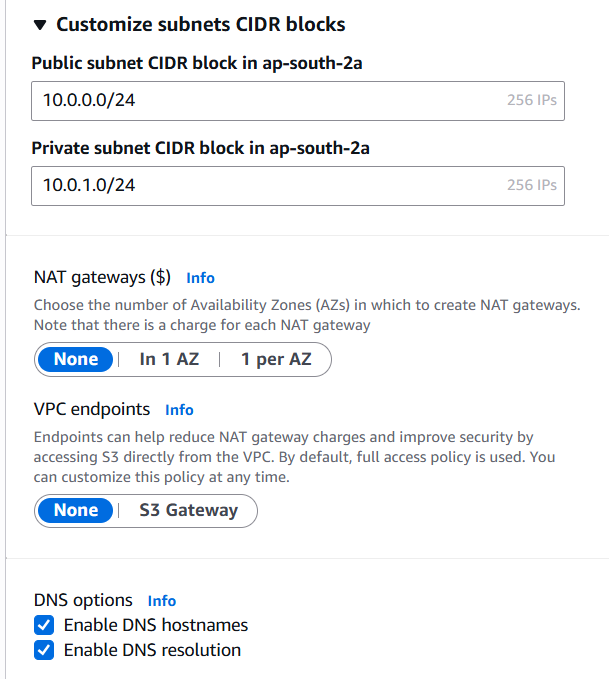 Customize subnets CIDR blocks
Public subnet CIDR block in ap-south-2a
10.0.0.0/24 256 IPs
Private subnet CIDR block in ap-south-2a
10.0.1.0/24 256 IPs
NAT gateways ($) Info
Choose the number of Availability Zones (AZs) in which to create NAT gateways.
Note that there is a charge for each NAT gateway
None In 1 AZ 1 per AZ
VPC endpoints Info
Endpoints can help reduce NAT gateway charges and improve security by
accessing S3 directly from the VPC. By default, full access policy is used. You
can customize this policy at any time.
None S3 Gateway
DNS options Info
Enable DNS hostnames
Enable DNS resolution